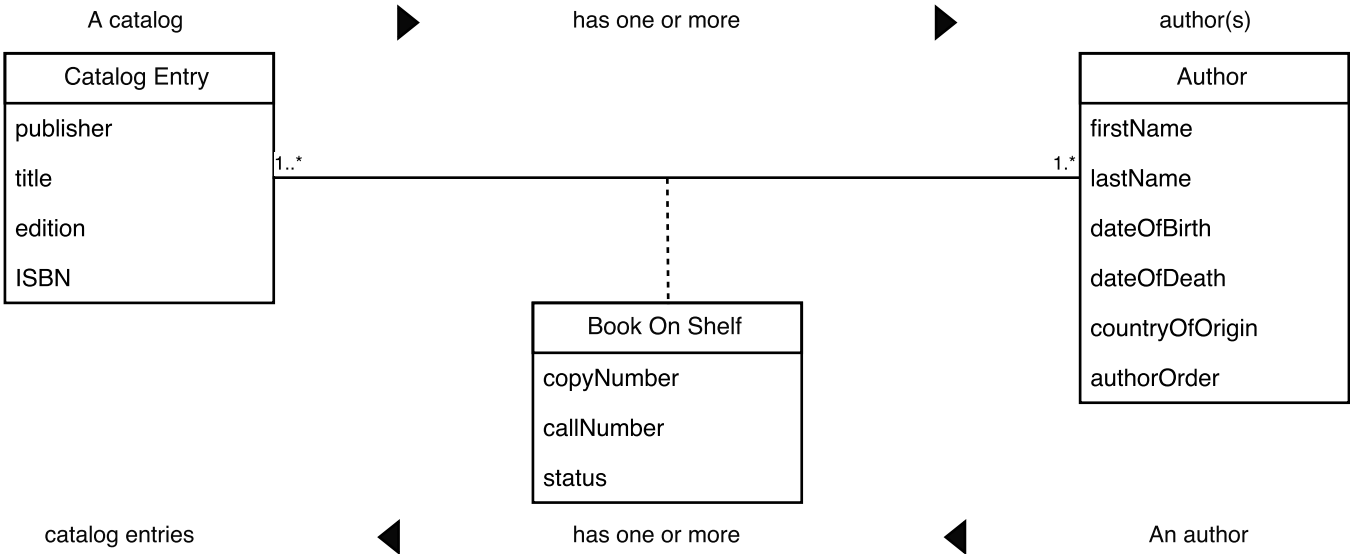 A catalog has one or more author(s)
Catalog Entry
publisher
title
edition
ISBN
1..*
1.*
Author
firstName
lastName
dateOfBirth
dateOfDeath
countryOfOrigin
authorOrder
Book On Shelf
copyNumber
callNumber
status
catalog entries has one or more An author